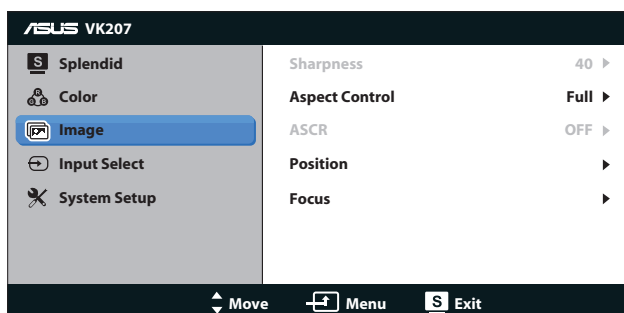 ASUS VK207
S Splendid
Color
Image
Input Select
System Setup
Sharpness 40
Aspect Control Full
ASCR OFF
Position
Focus
Move Menu S Exit